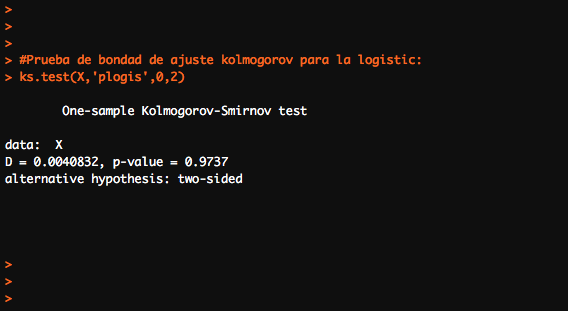 >
>
>
> #Prueba de bondad de ajuste kolmogorov para la logistic:
> ks.test(X,'plogis',0,2)
One-sample Kolmogorov-Smirnov test
data:  X
D = 0.0040832, p-value = 0.9737
alternative hypothesis: two-sided
>
>
>